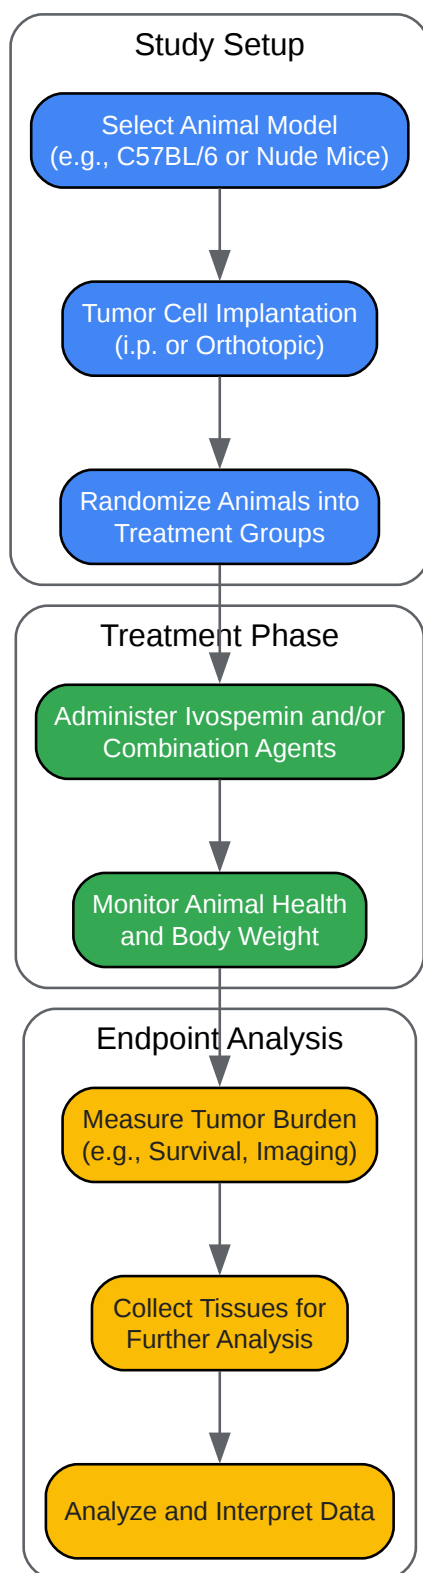 Study Setup
Select Animal Model
(e.g., C57BL/6 or Nude Mice)
Tumor Cell Implantation
(i.p. or Orthotopic)
Randomize Animals into
Treatment Groups
Treatment Phase
Administer Ivospemin and/or
Combination Agents
Monitor Animal Health
and Body Weight
Endpoint Analysis
Measure Tumor Burden
(e.g., Survival, Imaging)
Collect Tissues for
Further Analysis
Analyze and Interpret Data